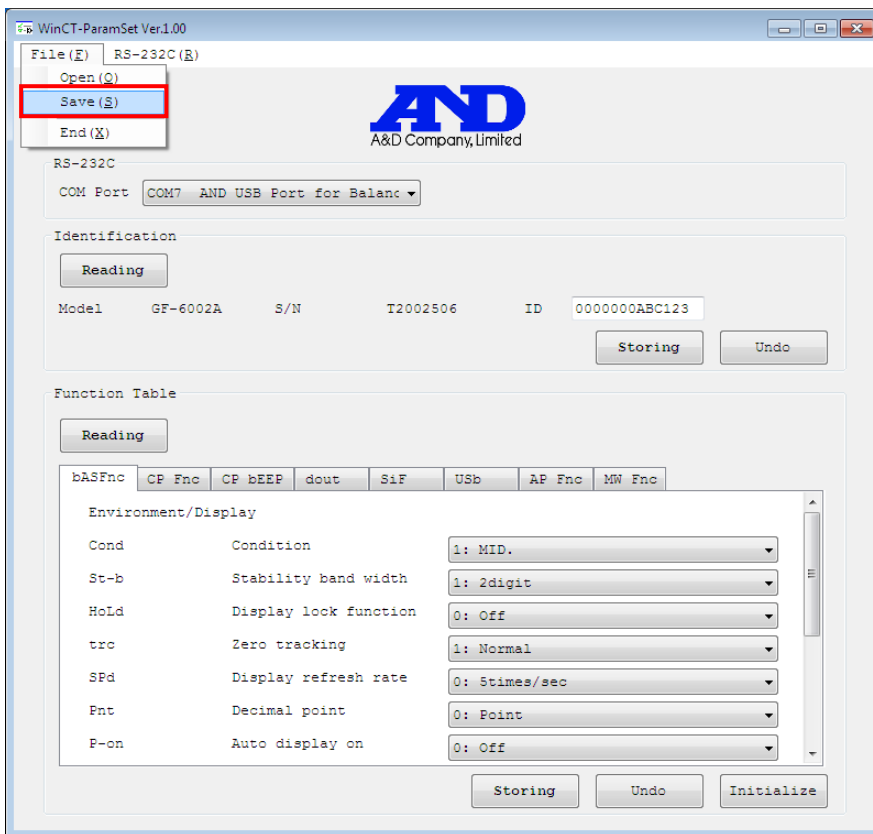 WinCT-ParamSet Ver.1.00
File(F) RS-232C(R)
Open(O)
Save(S)
End(X)
AND
A&D Company, Limited
RS-232C
COM Port COM7 AND USB Port for Balanc
Identification
Reading
Model GF-6002A S/N T2002506 ID 0000000ABC123
Storing Undo
Function Table
Reading
bASFnc CP Fnc CP bEEP dout SiF USb AP Fnc MW Fnc
Environment/Display
Cond Condition 1: MID.
St-b Stability band width 1: 2digit
HoLd Display lock function 0: Off
trc Zero tracking 1: Normal
SPd Display refresh rate 0: 5times/sec
Pnt Decimal point 0: Point
P-on Auto display on 0: Off
Storing Undo Initialize